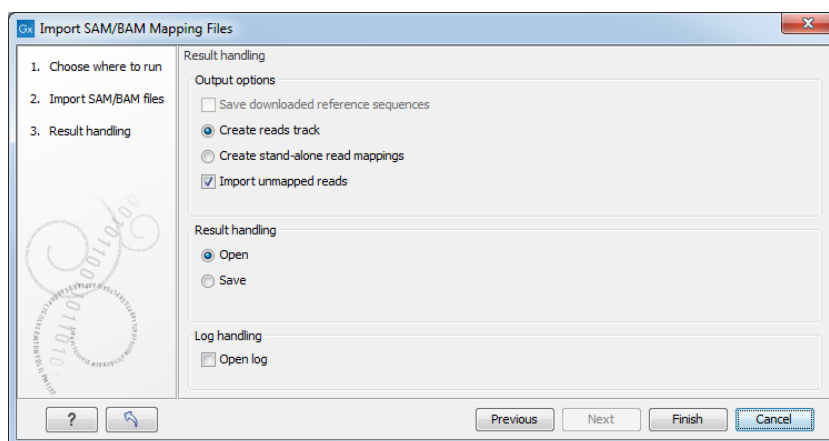 Gx Import SAM/BAM Mapping Files
1. Choose where to run
2. Import SAM/BAM files
3. Result handling
Result handling
Output options
Save downloaded reference sequences
Create reads track
Create stand-alone read mappings
Import unmapped reads
Result handling
Open
Save
Log handling
Open log
? Previous Next Finish Cancel